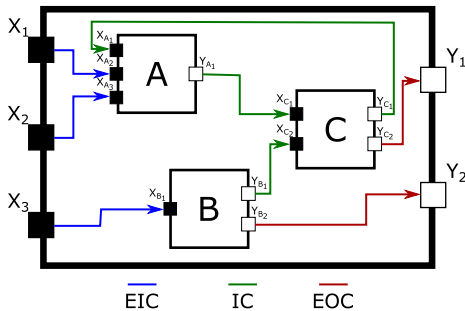 X1
X2
X3
XA1
XA2
XA3
A
YA1
XB1
B
YB1
YB2
XC1
XC2
C
YC1
YC2
Y1
Y2
EIC IC EOC